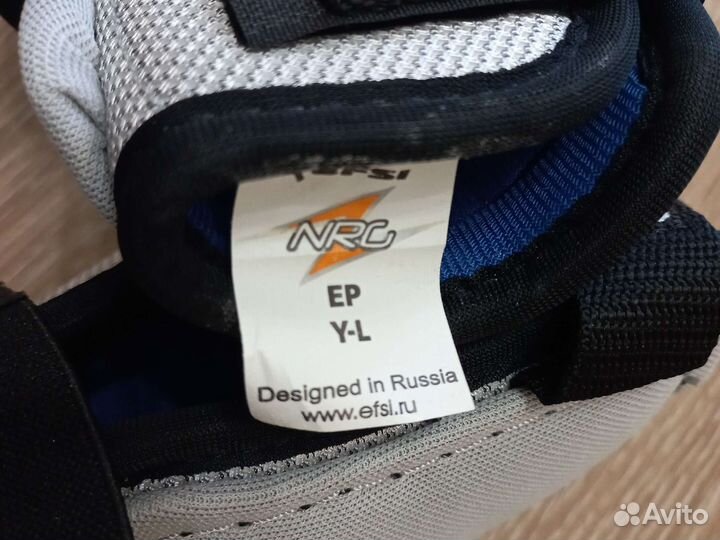 EFSI
NRG
EP
Y-L
Designed in Russia
www.efsi.ru
Avito